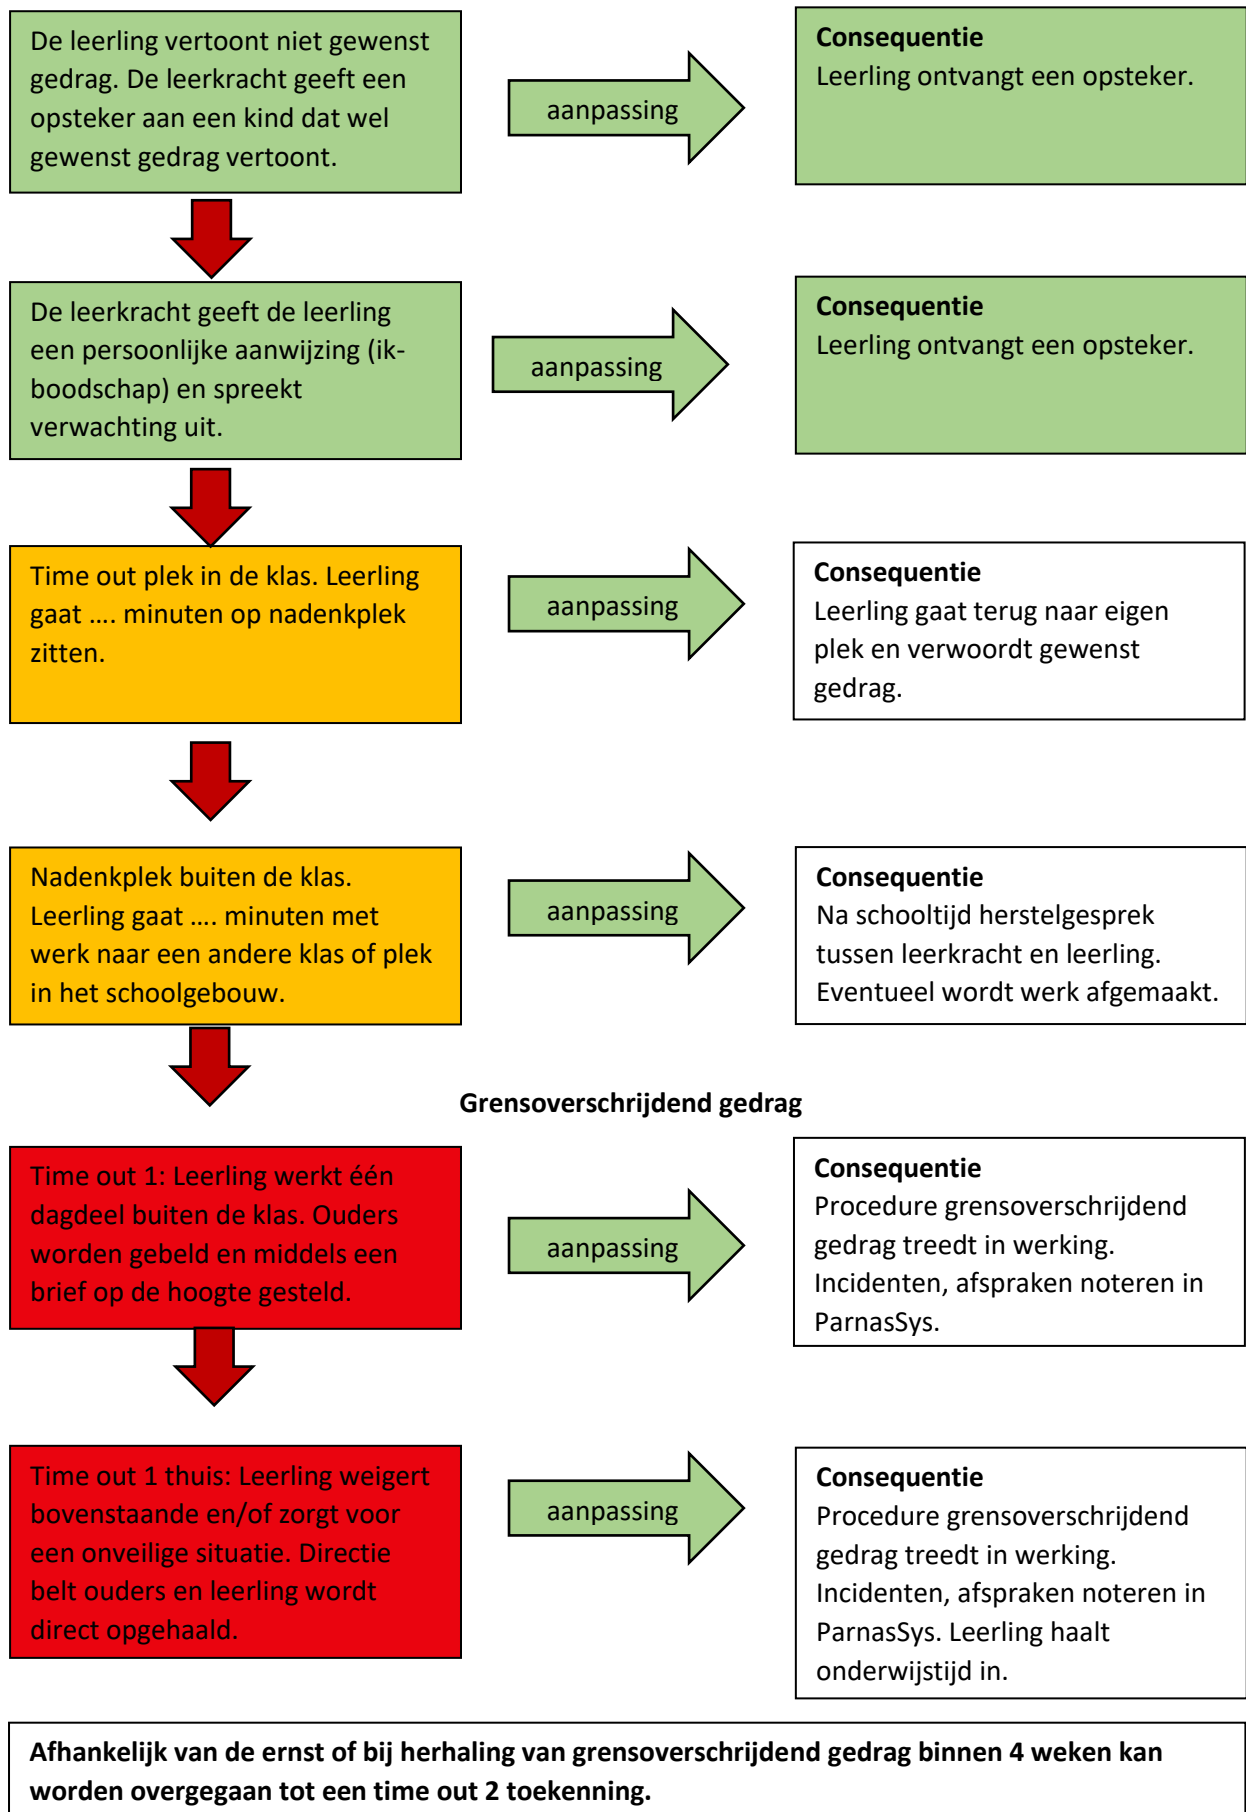 De leerling vertoont niet gewenst
gedrag. De leerkracht geeft een
opsteker aan een kind dat wel
gewenst gedrag vertoont.
aanpassing
Consequentie
Leerling ontvangt een opsteker.
De leerkracht geeft de leerling
een persoonlijke aanwijzing (ik-
boodschap) en spreekt
verwachting uit.
aanpassing
Consequentie
Leerling ontvangt een opsteker.
Time out plek in de klas. Leerling
gaat .... minuten op nadenkplek
zitten.
aanpassing
Consequentie
Leerling gaat terug naar eigen
plek en verwoordt gewenst
gedrag.
Nadenkplek buiten de klas.
Leerling gaat .... minuten met
werk naar een andere klas of plek
in het schoolgebouw.
aanpassing
Consequentie
Na schooltijd herstelgesprek
tussen leerkracht en leerling.
Eventueel wordt werk afgemaakt.
Grensoverschrijdend gedrag
Time out 1: Leerling werkt één
dagdeel buiten de klas. Ouders
worden gebeld en middels een
brief op de hoogte gesteld.
aanpassing
Consequentie
Procedure grensoverschrijdend
gedrag treedt in werking.
Incidenten, afspraken noteren in
ParnasSys.
Time out 1 thuis: Leerling weigert
bovenstaande en/of zorgt voor
een onveilige situatie. Directie
belt ouders en leerling wordt
direct opgehaald.
aanpassing
Consequentie
Procedure grensoverschrijdend
gedrag treedt in werking.
Incidenten, afspraken noteren in
ParnasSys. Leerling haalt
onderwijstijd in.
Afhankelijk van de ernst of bij herhaling van grensoverschrijdend gedrag binnen 4 weken kan
worden overgegaan tot een time out 2 toekenning.